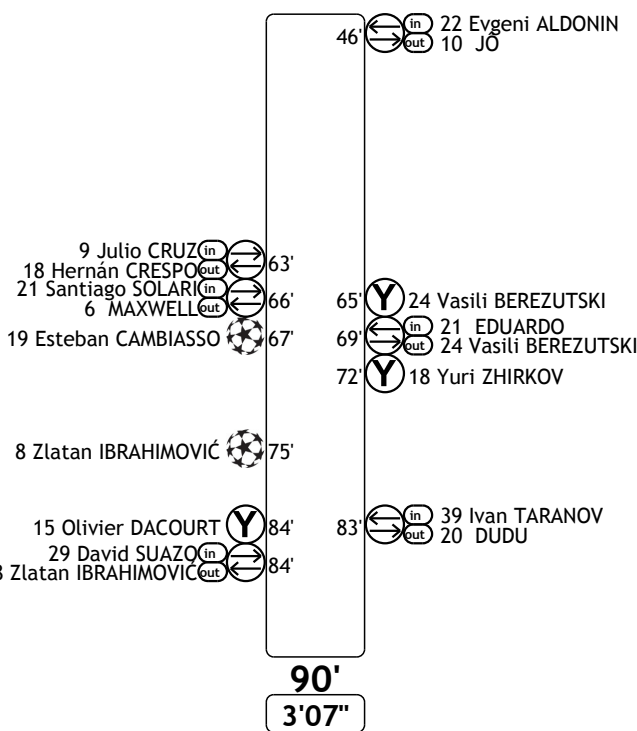 46' in 22 Evgeni ALDONIN
out 10 JÔ
9 Julio CRUZ in
18 Hernán CRESPO out 63'
21 Santiago SOLARI in
6 MAXWELL out 66'
65' Y 24 Vasili BEREZUTSKI
19 Esteban CAMBIASSO 67'
69' in 21 EDUARDO
out 24 Vasili BEREZUTSKI
72' Y 18 Yuri ZHIRKOV
8 Zlatan IBRAHIMOVIĆ 75'
15 Olivier DACOURT Y 84'
83' in 39 Ivan TARANOV
out 20 DUDU
29 David SUAZO in
8 Zlatan IBRAHIMOVIĆ out 84'
90'
3'07"